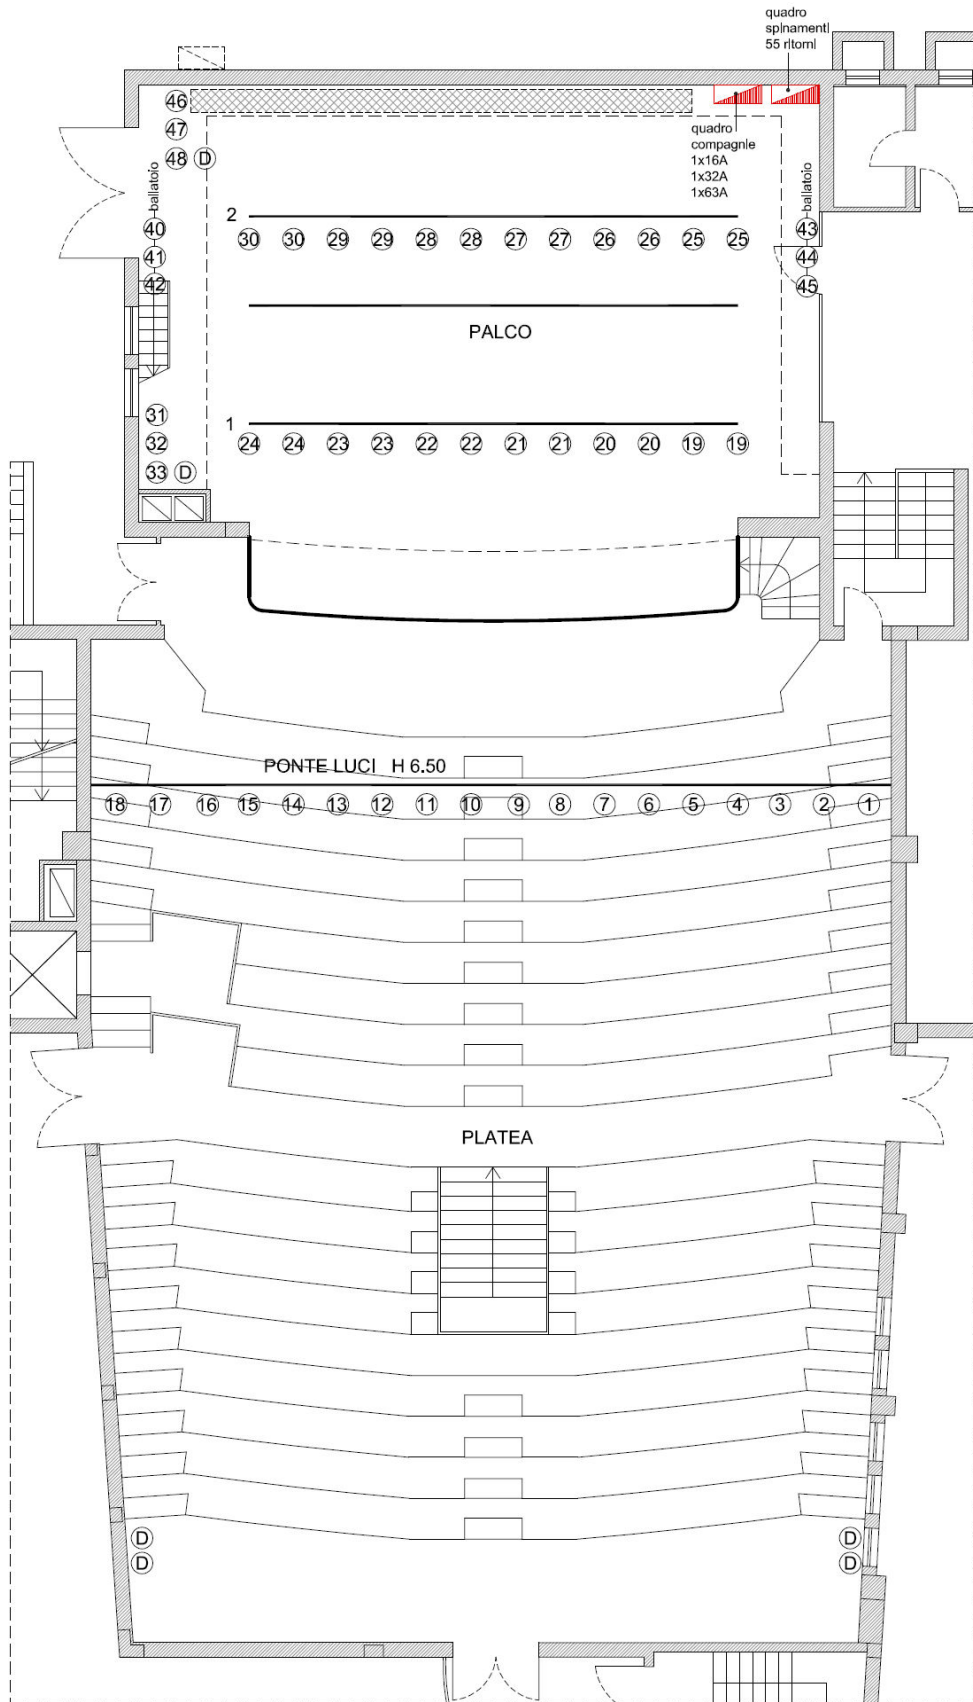 quadro
spinamenti
55 ritorni
46
47
48 D
quadro
compagnie
1x16A
1x32A
1x63A
ballatoio
ballatoio
40
41
42
43
44
45
2
30 30 29 29 28 28 27 27 26 26 25 25
PALCO
31
32
33 D
1
24 24 23 23 22 22 21 21 20 20 19 19
PONTE LUCI H 6.50
18 17 16 15 14 13 12 11 10 9 8 7 6 5 4 3 2 1
PLATEA
D
D
D
D